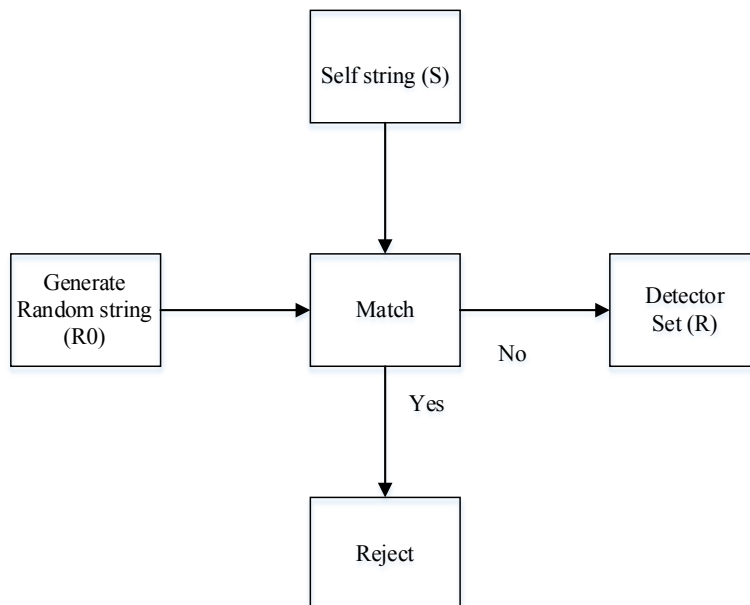 Self string (S)
Generate
Random string
(R0)
Match
Detector
Set (R)
No
Yes
Reject